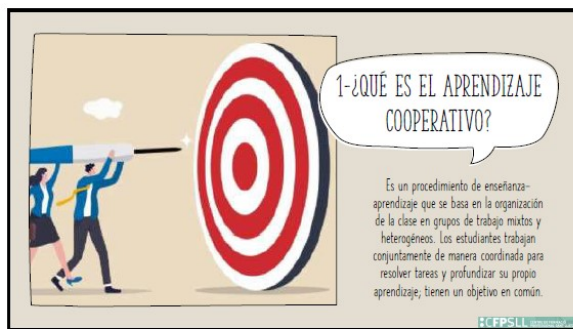 1-¿QUÉ ES EL APRENDIZAJE
COOPERATIVO?
Es un procedimiento de enseñanza-
aprendizaje que se basa en la organización
de la clase en grupos de trabajo mixtos y
heterogéneos. Los estudiantes trabajan
conjuntamente de manera coordinada para
resolver tareas y profundizar su propio
aprendizaje; tienen un objetivo en común.
CFPSLL